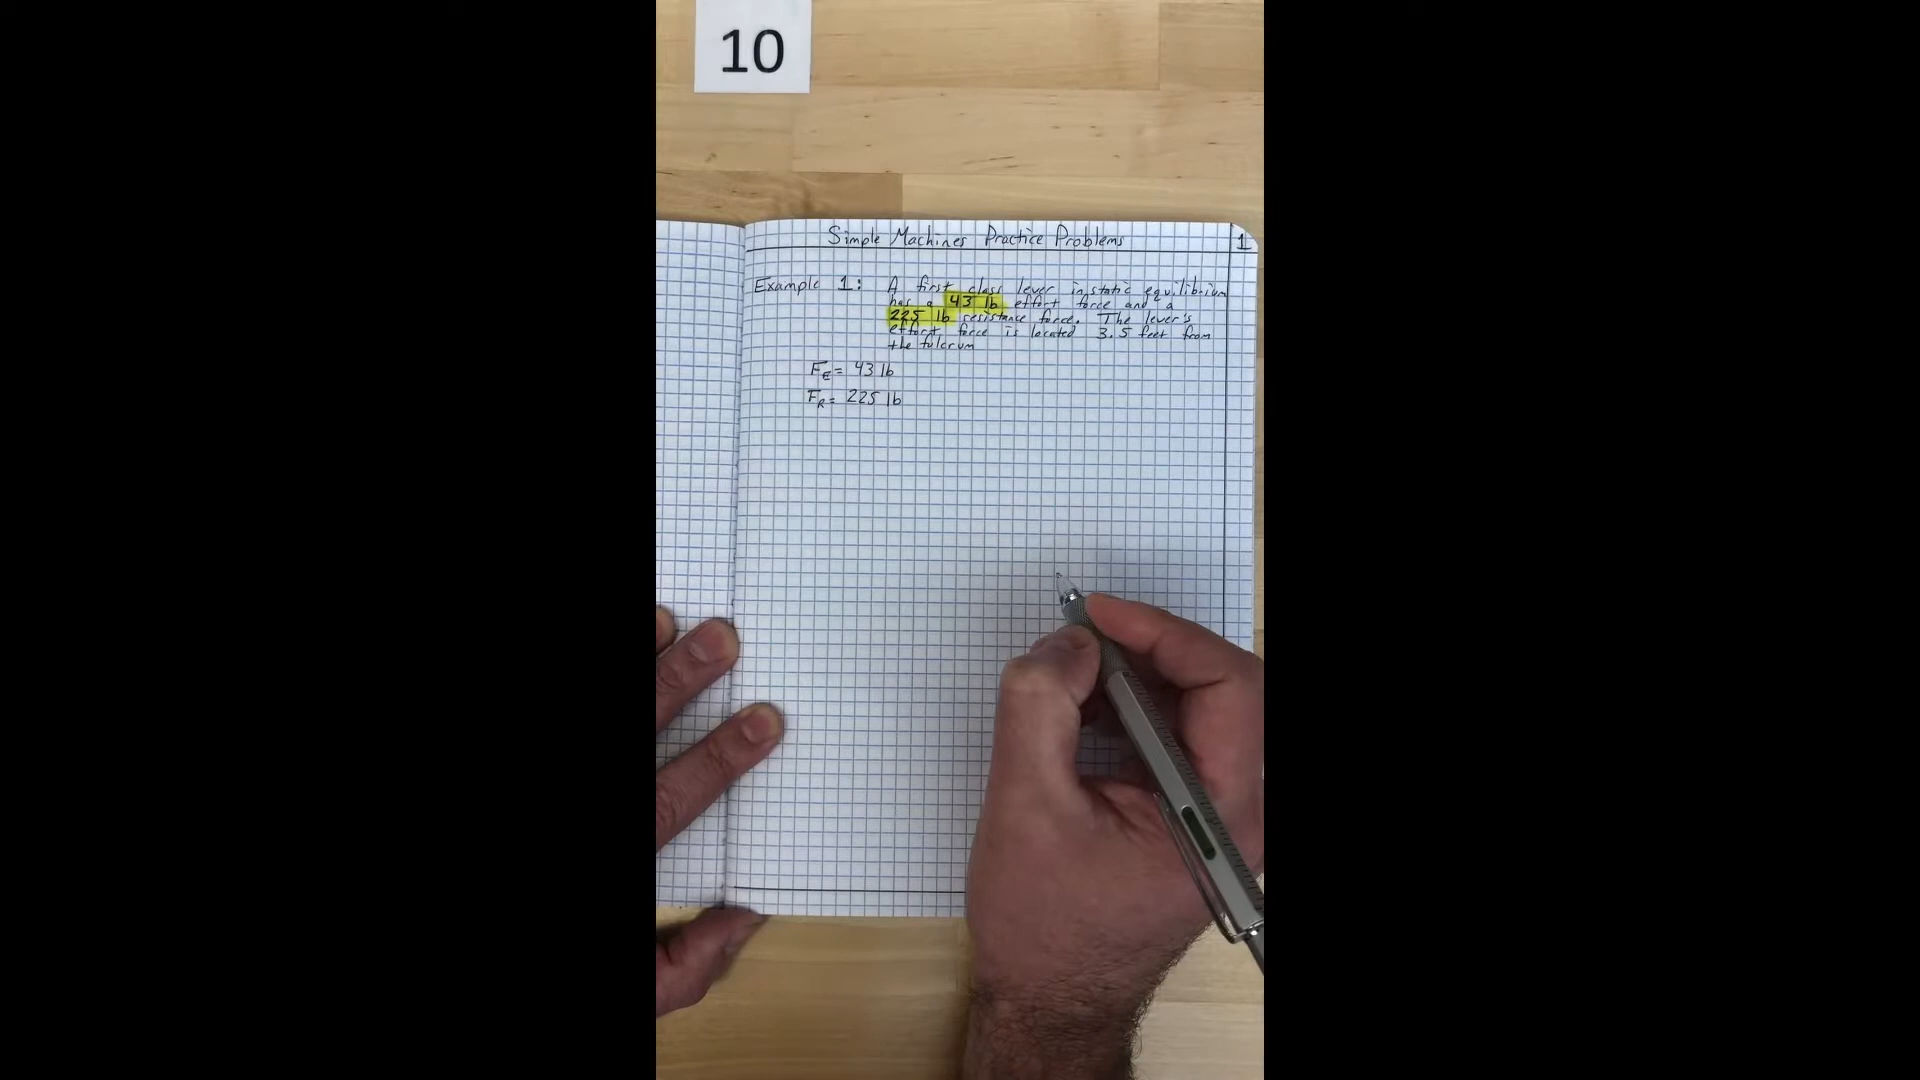 10
Simple Machines Practice Problems 1
Example 1: A first class lever in static equilibrium
has a 43 lb effort force and a
225 lb resistance force. The lever's
effort force is located 3.5 feet from
the fulcrum
FE = 43 lb
FR = 225 lb